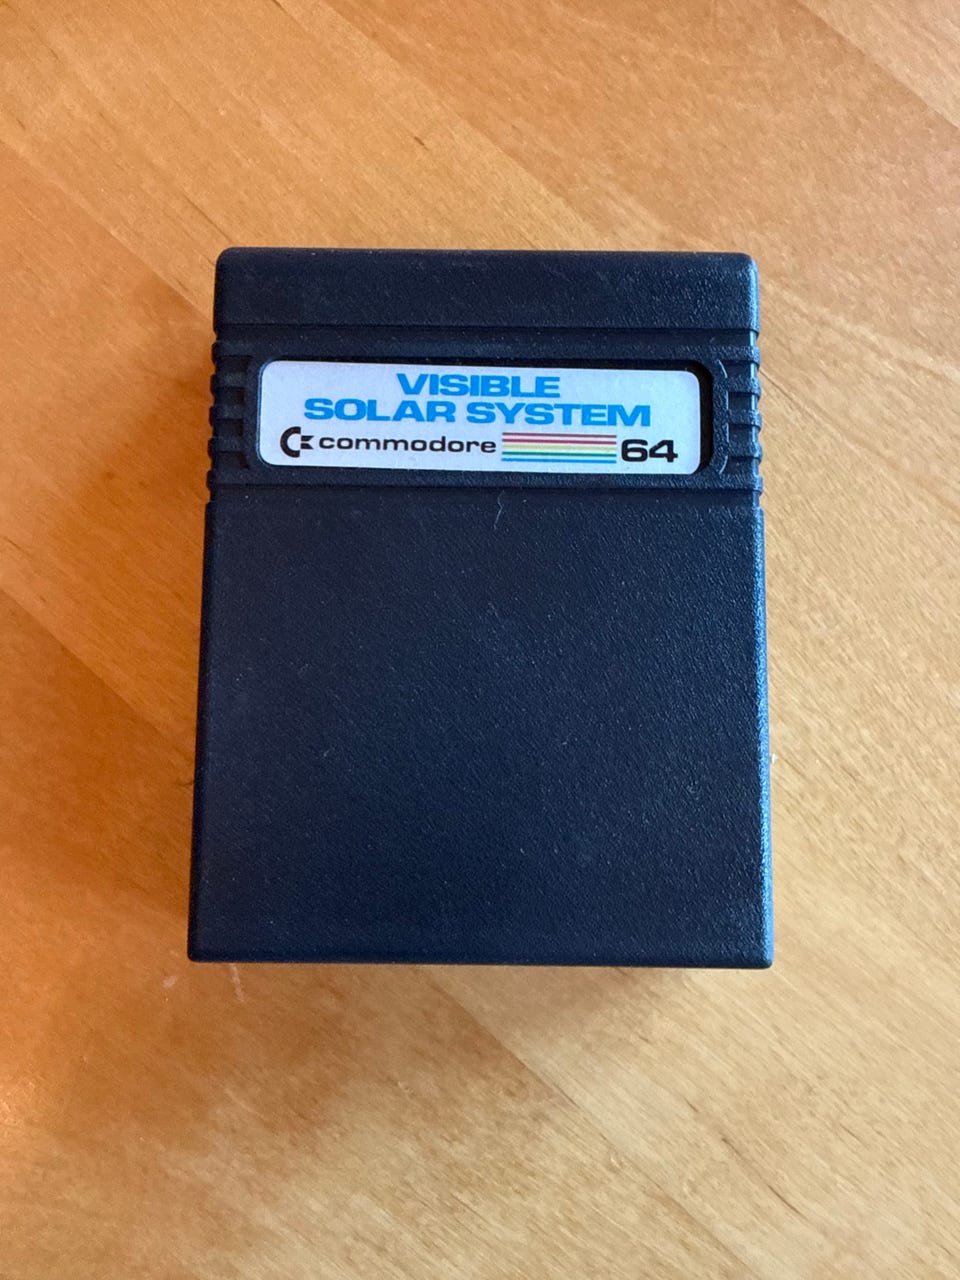 VISIBLE
SOLAR SYSTEM
commodore 64